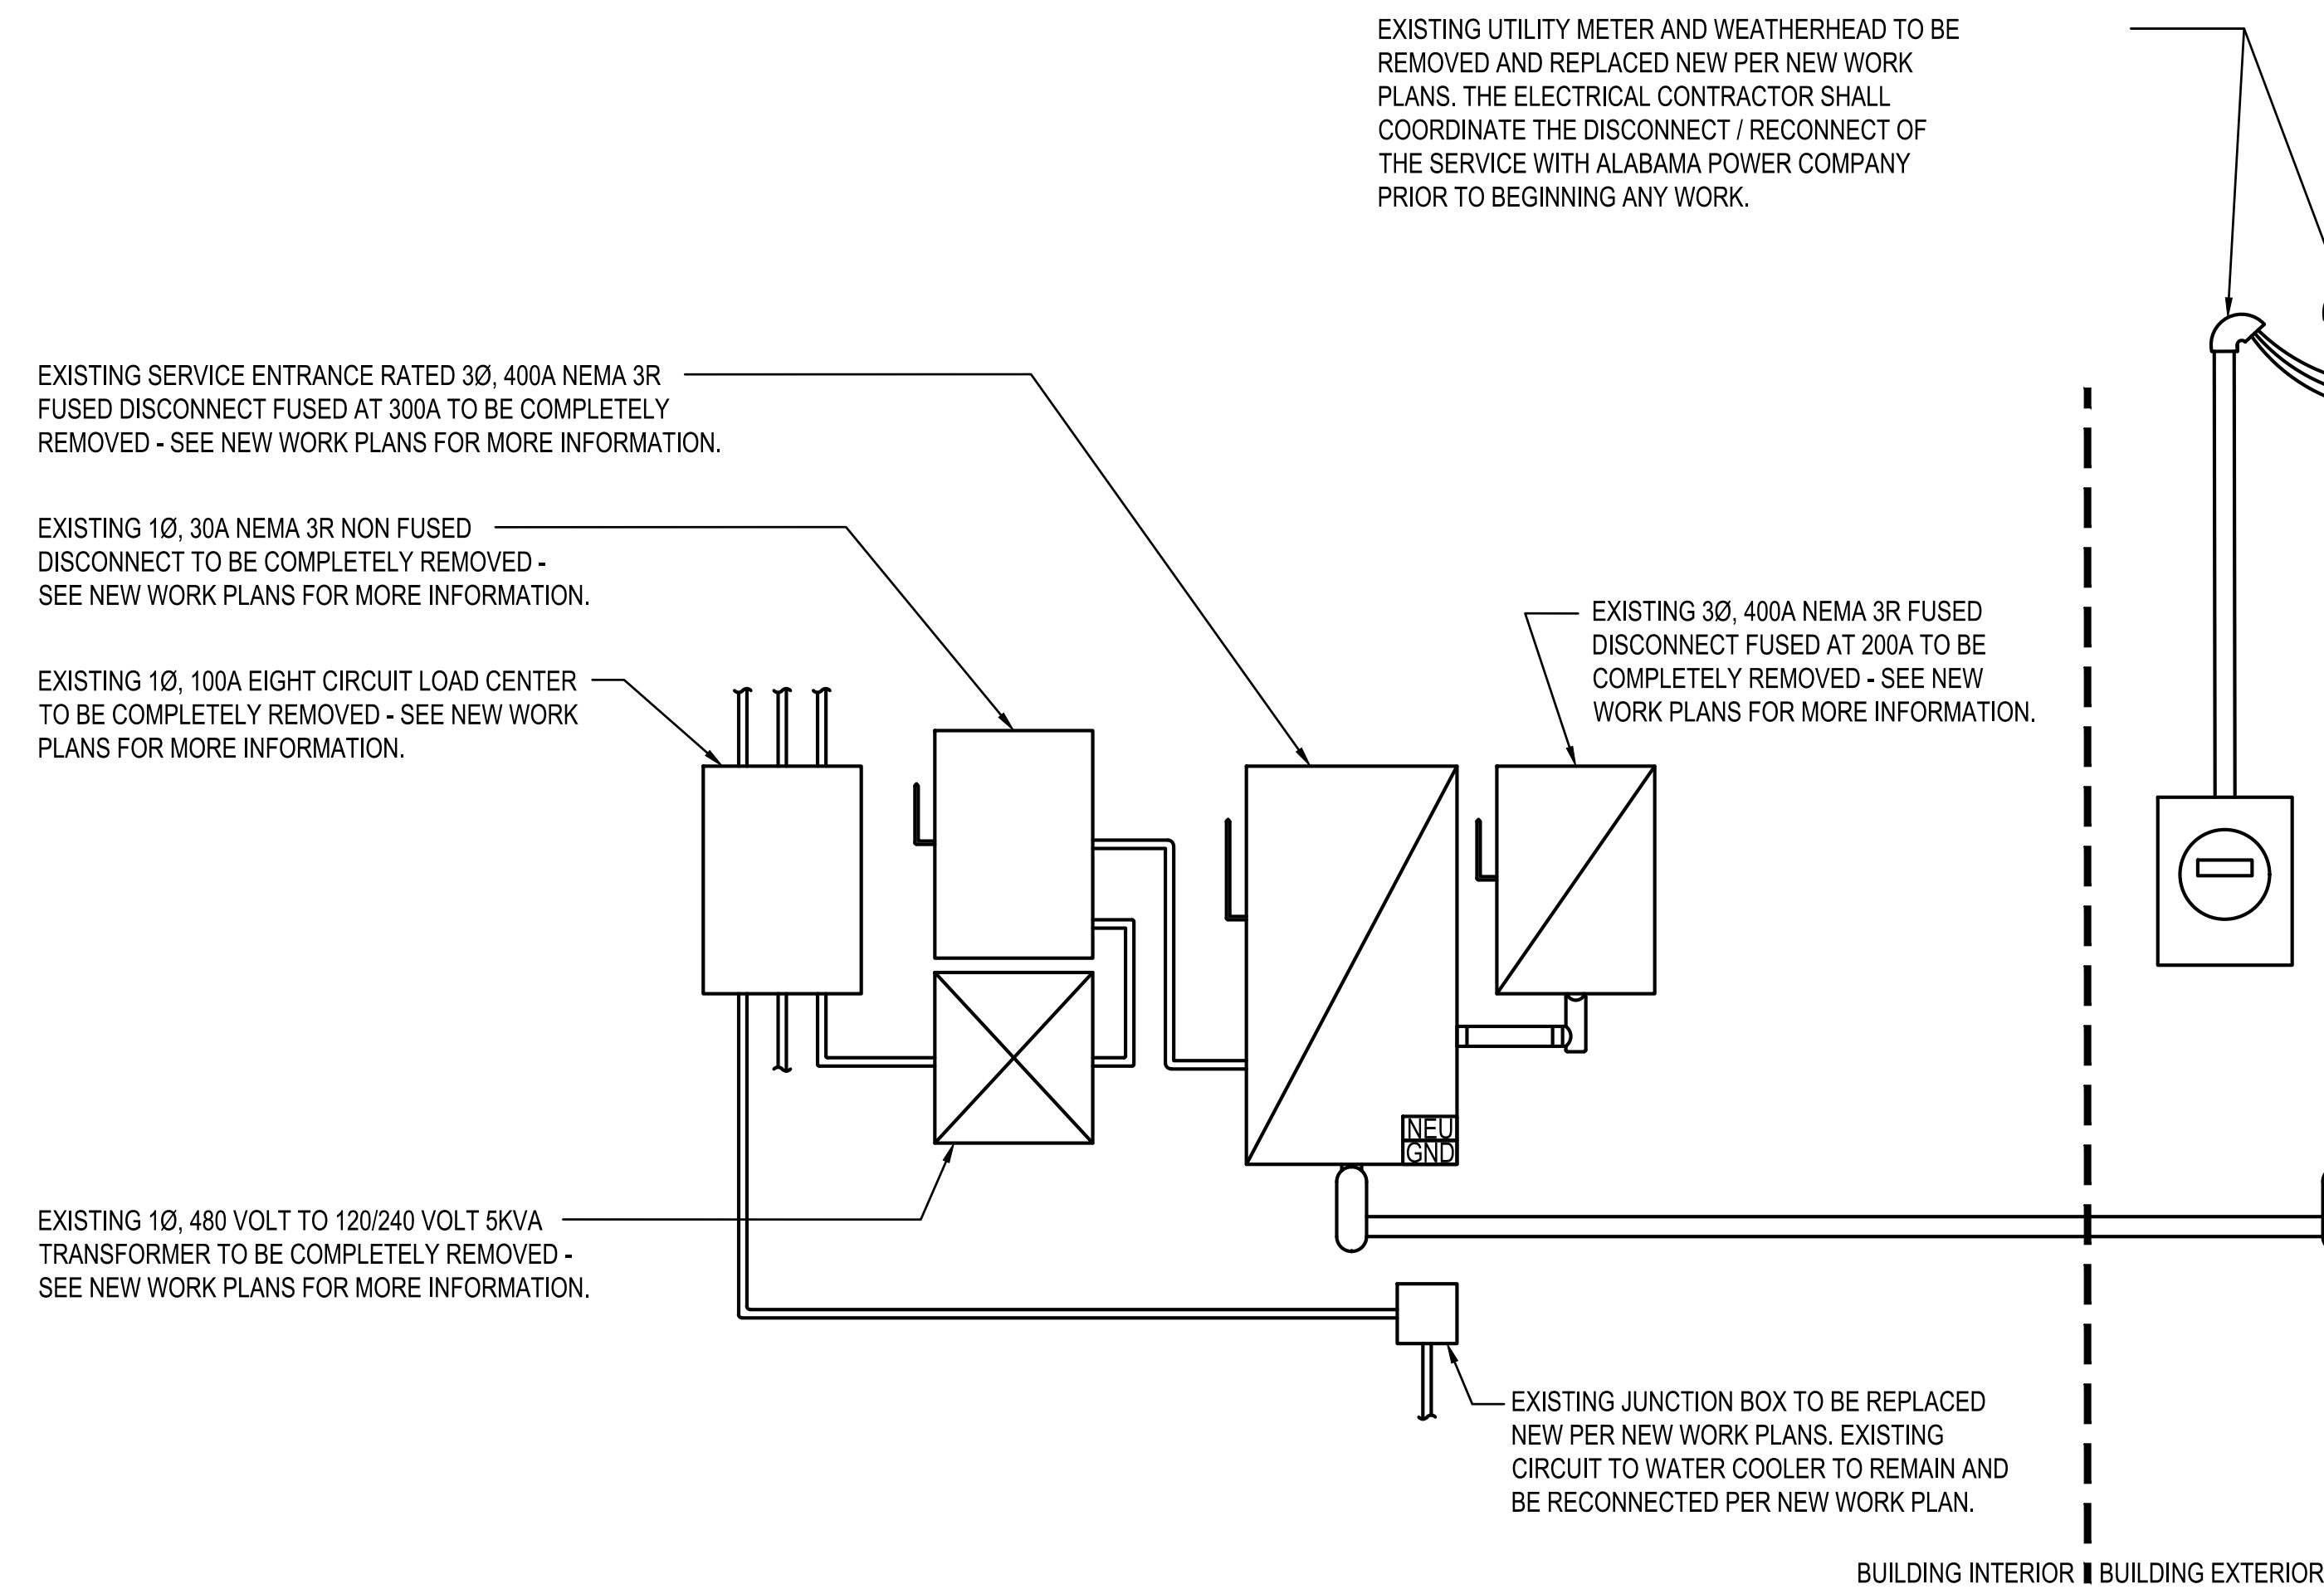 EXISTING UTILITY METER AND WEATHERHEAD TO BE
REMOVED AND REPLACED NEW PER NEW WORK
PLANS. THE ELECTRICAL CONTRACTOR SHALL
COORDINATE THE DISCONNECT / RECONNECT OF
THE SERVICE WITH ALABAMA POWER COMPANY
PRIOR TO BEGINNING ANY WORK.
EXISTING SERVICE ENTRANCE RATED 3Ø, 400A NEMA 3R
FUSED DISCONNECT FUSED AT 300A TO BE COMPLETELY
REMOVED - SEE NEW WORK PLANS FOR MORE INFORMATION.
EXISTING 1Ø, 30A NEMA 3R NON FUSED
DISCONNECT TO BE COMPLETELY REMOVED -
SEE NEW WORK PLANS FOR MORE INFORMATION.
EXISTING 3Ø, 400A NEMA 3R FUSED
DISCONNECT FUSED AT 200A TO BE
COMPLETELY REMOVED - SEE NEW
WORK PLANS FOR MORE INFORMATION.
EXISTING 1Ø, 100A EIGHT CIRCUIT LOAD CENTER
TO BE COMPLETELY REMOVED - SEE NEW WORK
PLANS FOR MORE INFORMATION.
NEU
GND
EXISTING 1Ø, 480 VOLT TO 120/240 VOLT 5KVA
TRANSFORMER TO BE COMPLETELY REMOVED -
SEE NEW WORK PLANS FOR MORE INFORMATION.
EXISTING JUNCTION BOX TO BE REPLACED
NEW PER NEW WORK PLANS. EXISTING
CIRCUIT TO WATER COOLER TO REMAIN AND
BE RECONNECTED PER NEW WORK PLAN.
BUILDING INTERIOR
BUILDING EXTERIOR